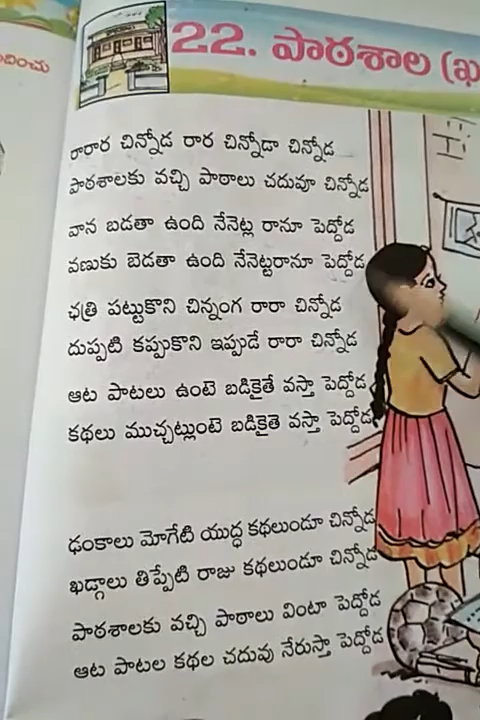 వించు
22. పాఠశాల (ఖ
రారార చిన్నోడ రార చిన్నోడా చిన్నోడ
పాఠశాలకు వచ్చి పాఠాలు చదువూ చిన్నోడ
వాన బడతా ఉంది నేనెట్ల రానూ పెద్దోడ
వణుకు బెడతా ఉంది నేనెట్టరానూ పెద్దోడ
ఛత్రి పట్టుకొని చిన్నంగ రారా చిన్నోడ
దుప్పటి కప్పుకొని ఇప్పుడే రారా చిన్నోడ
ఆట పాటలు ఉంటె బడికైతే వస్తా పెద్దోడ
కథలు ముచ్చట్లుంటె బడికైతె వస్తా పెద్దోడ
ఢంకాలు మోగేటి యుద్ధ కథలుండూ చిన్నోడ
ఖడ్గాలు తిప్పేటి రాజు కథలుండూ చిన్నోడ
పాఠశాలకు వచ్చి పాఠాలు వింటా పెద్దోడ
ఆట పాటల కథల చదువు నేరుస్తా పెద్దోడ